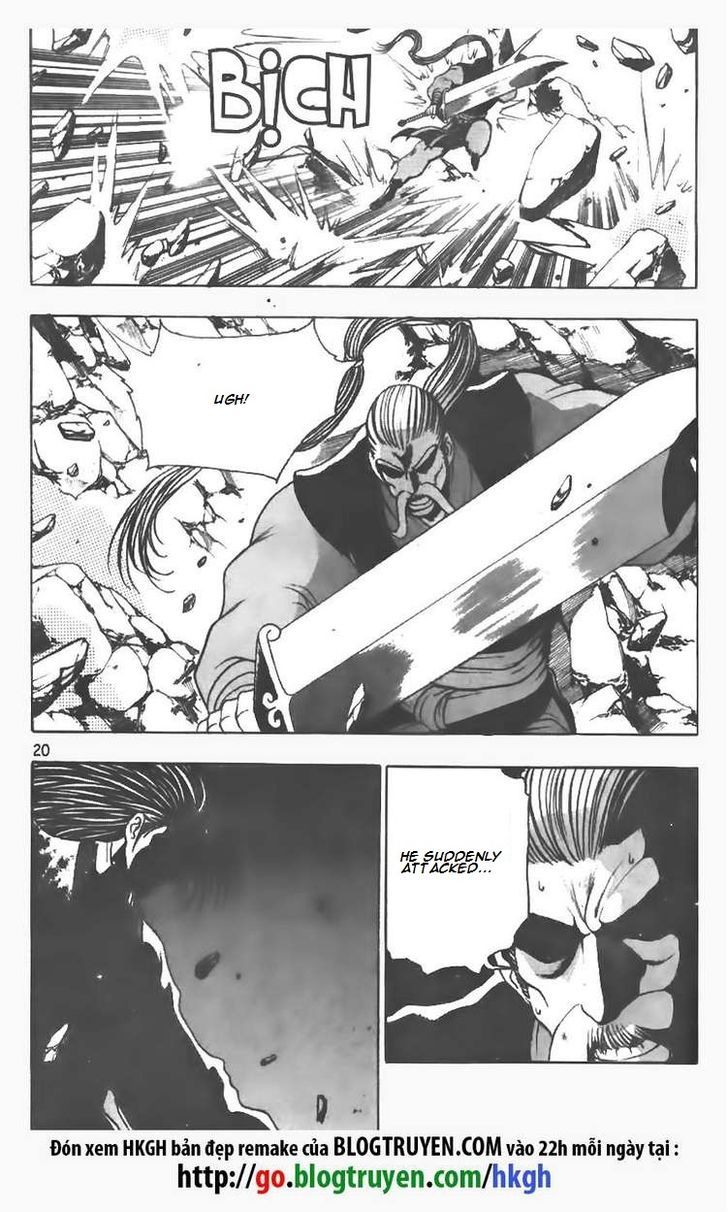 BỊCH
UGH!
20
HE SUDDENLY
ATTACKED...
Đón xem HKGH bản đẹp remake của BLOGTRUYEN.COM vào 22h mỗi ngày tại :
http://go.blogtruyen.com/hkgh